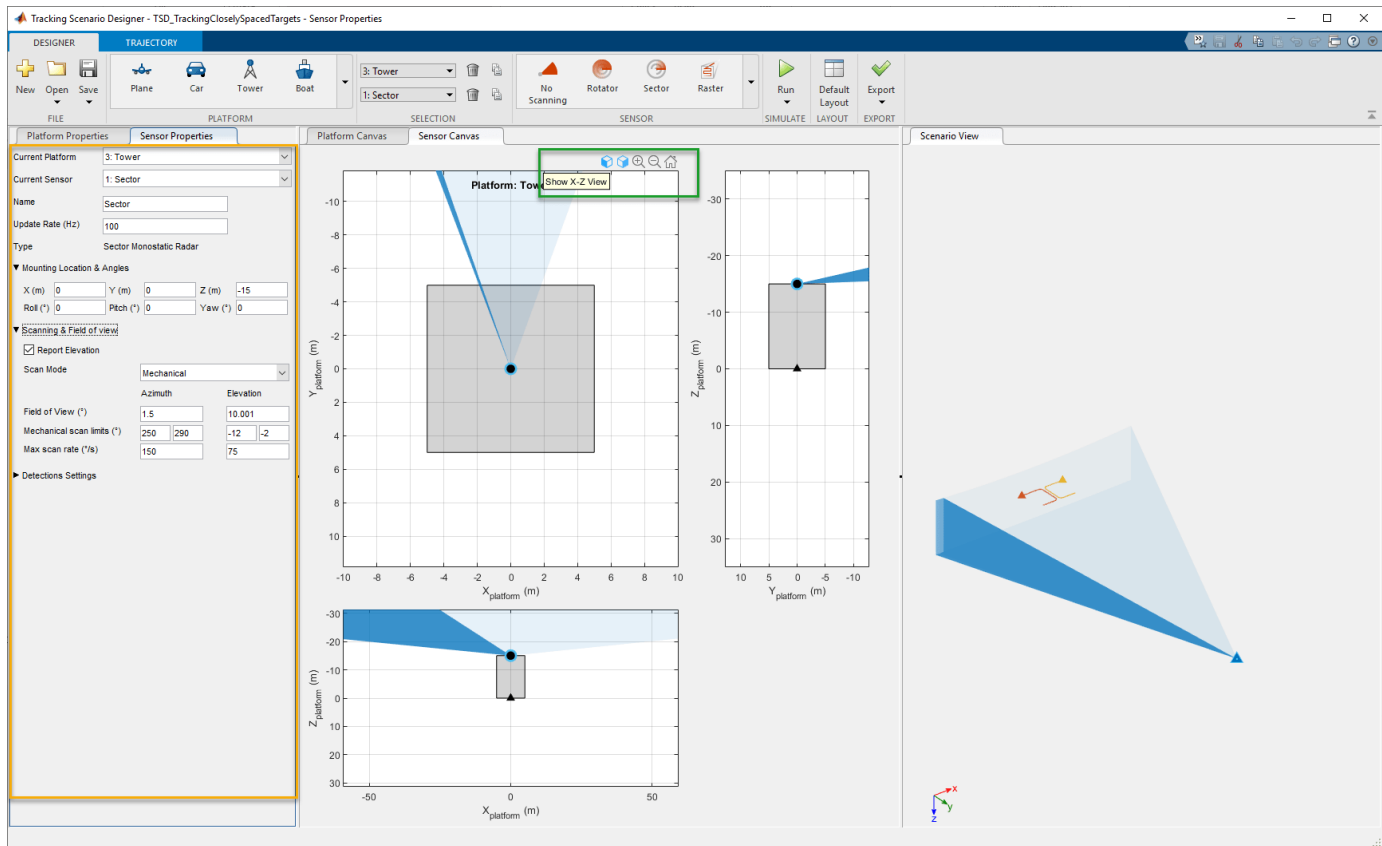 Tracking Scenario Designer - TSD_TrackingCloselySpacedTargets - Sensor Properties
DESIGNER TRAJECTORY
New Open Save Plane Car Tower Boat
3: Tower
1: Sector
No Scanning Rotator Sector Raster
Run Default Layout Export
FILE PLATFORM SELECTION SENSOR SIMULATE LAYOUT EXPORT
Platform Properties Sensor Properties
Current Platform 3: Tower
Current Sensor 1: Sector
Name Sector
Update Rate (Hz) 100
Type Sector Monostatic Radar
Mounting Location & Angles
X (m) 0 Y (m) 0 Z (m) -15
Roll (°) 0 Pitch (°) 0 Yaw (°) 0
Scanning & Field of view
Report Elevation
Scan Mode Mechanical
Azimuth Elevation
Field of View (°) 1.5 10.001
Mechanical scan limits (°) 250 290 -12 -2
Max scan rate (°/s) 150 75
Detections Settings
Platform Canvas Sensor Canvas
Show X-Z View
Platform: Tow
-10
-8
-6
-4
-2
0
2
4
6
8
10
Y platform (m)
-10 -8 -6 -4 -2 0 2 4 6 8 10
X platform (m)
-30
-20
-10
0
10
20
30
Z platform (m)
10 5 0 -5 -10
Y platform (m)
-30
-20
-10
0
10
20
30
Z platform (m)
-50 0 50
X platform (m)
Scenario View
x
y
z